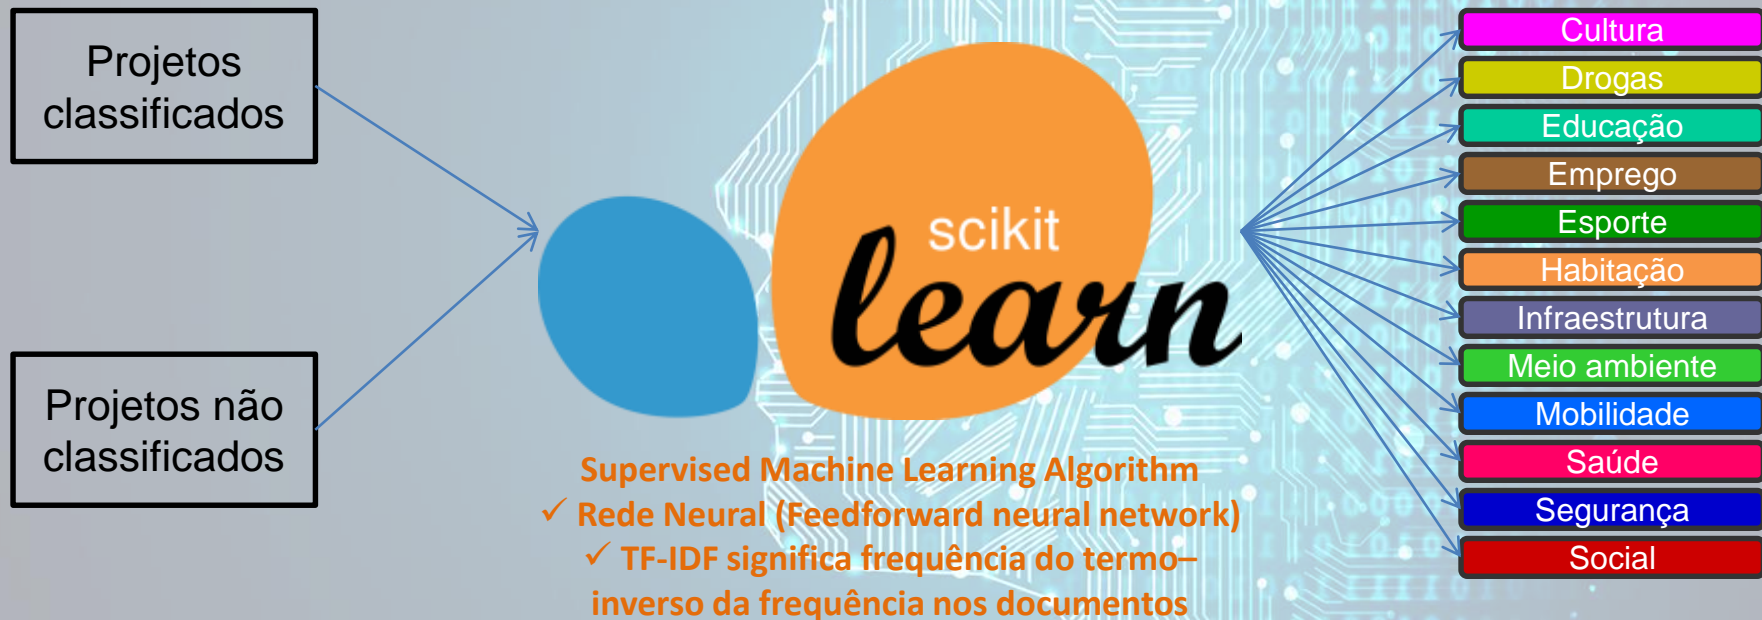 Projetos
classificados
Projetos não
classificados
scikit
learn
Supervised Machine Learning Algorithm
✓ Rede Neural (Feedforward neural network)
✓ TF-IDF significa frequência do termo–
inverso da frequência nos documentos
Cultura
Drogas
Educação
Emprego
Esporte
Habitação
Infraestrutura
Meio ambiente
Mobilidade
Saúde
Segurança
Social